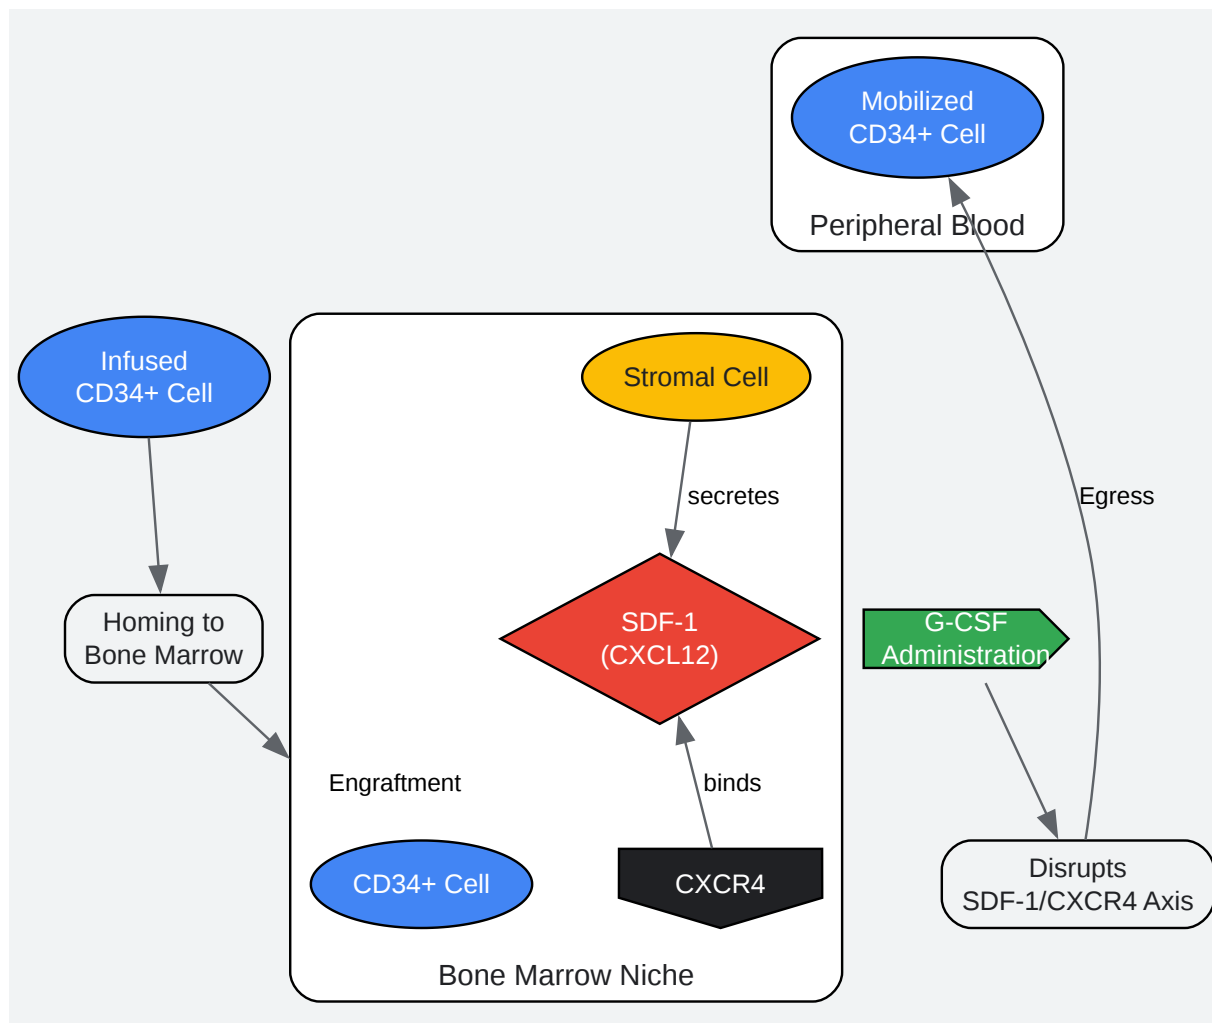 Mobilized
CD34+ Cell
Peripheral Blood
Infused
CD34+ Cell
Stromal Cell
secretes
Egress
Homing to
Bone Marrow
SDF-1
(CXCL12)
G-CSF
Administration
Engraftment
binds
CD34+ Cell
CXCR4
Disrupts
SDF-1/CXCR4 Axis
Bone Marrow Niche